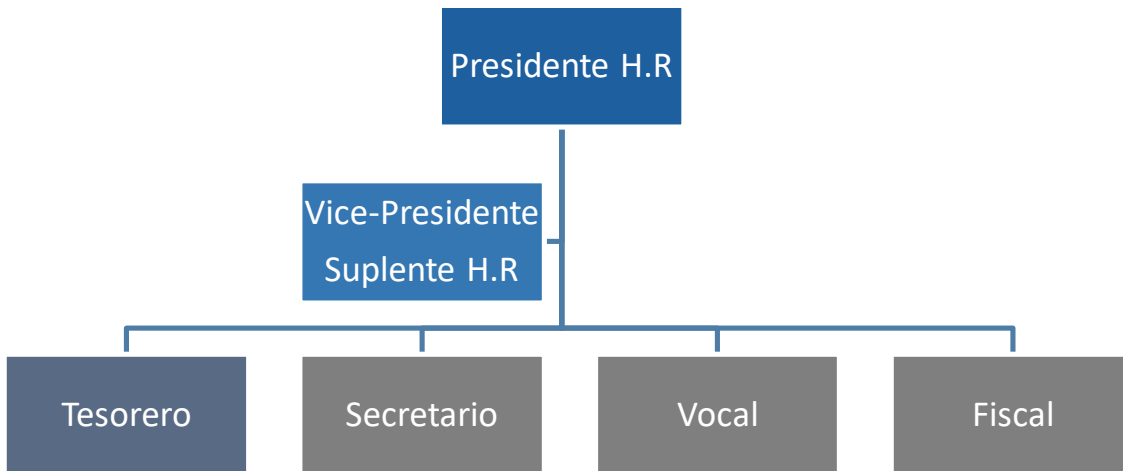 Presidente H.R
Vice-Presidente
Suplente H.R
Tesorero
Secretario
Vocal
Fiscal